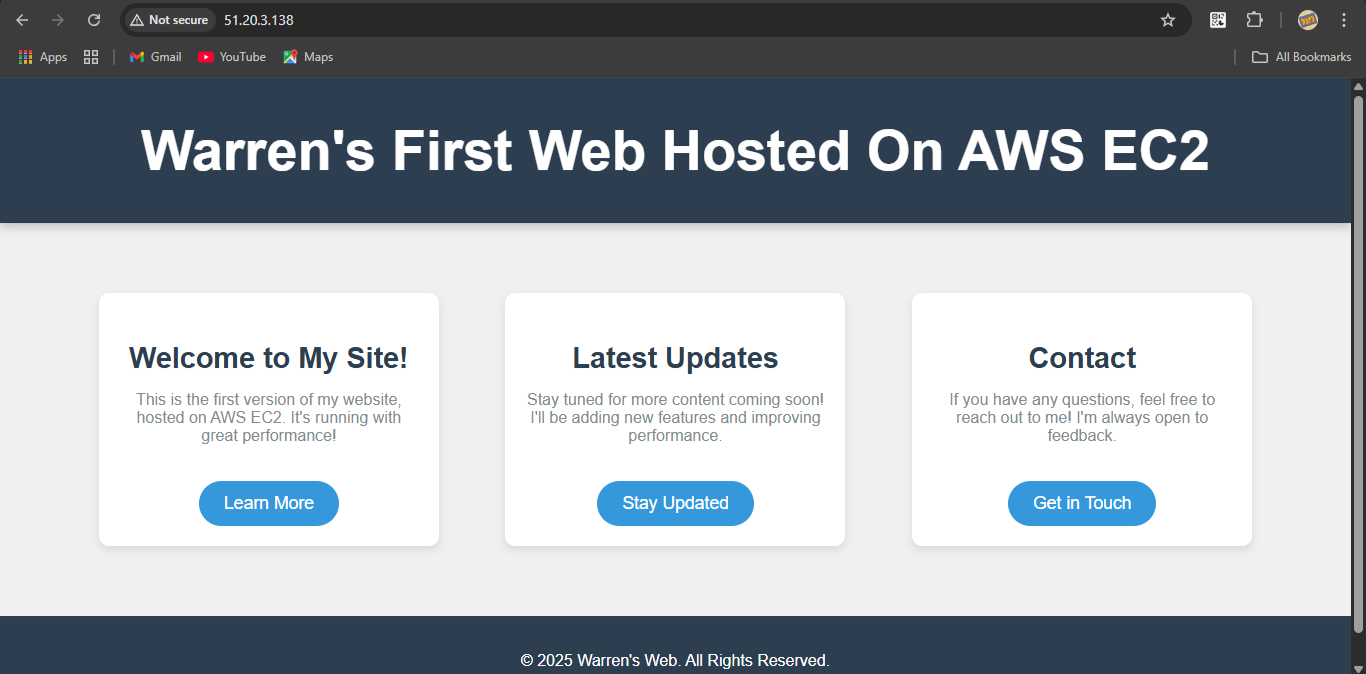 Not secure 51.20.3.138
Apps Gmail YouTube Maps All Bookmarks
Warren's First Web Hosted On AWS EC2
Welcome to My Site!
This is the first version of my website,
hosted on AWS EC2. It's running with
great performance!
Learn More
Latest Updates
Stay tuned for more content coming soon!
I'll be adding new features and improving
performance.
Stay Updated
Contact
If you have any questions, feel free to
reach out to me! I'm always open to
feedback.
Get in Touch
© 2025 Warren's Web. All Rights Reserved.